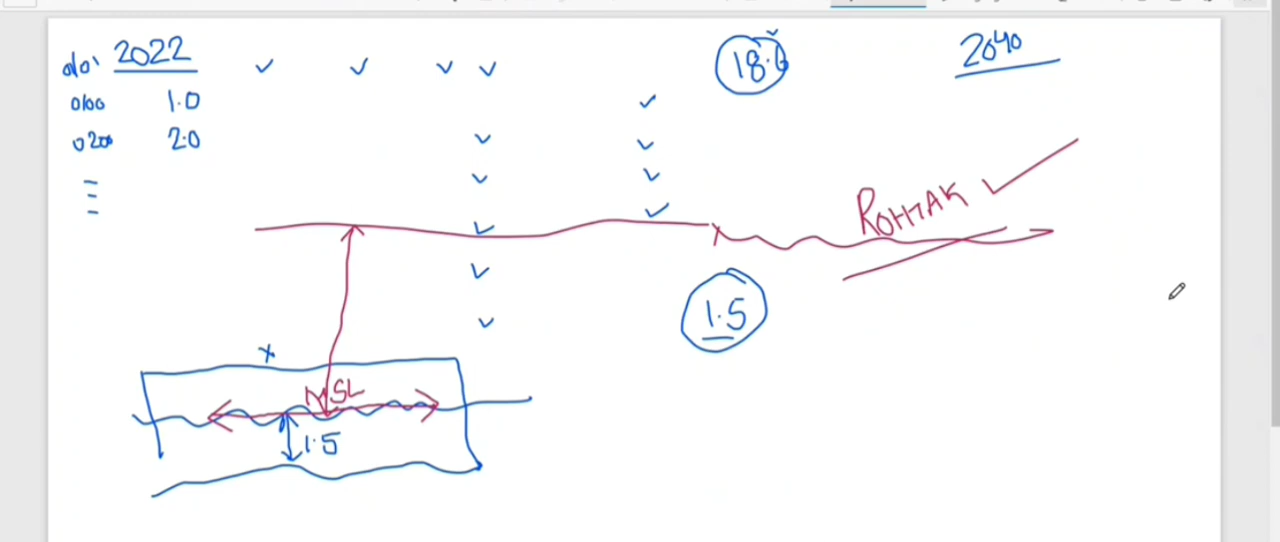 2022 ✓ ✓ ✓ ✓
18.6
2040
0100 1.0
0200 2.0
ROHTAK ✓
1.5
MSL
1.5